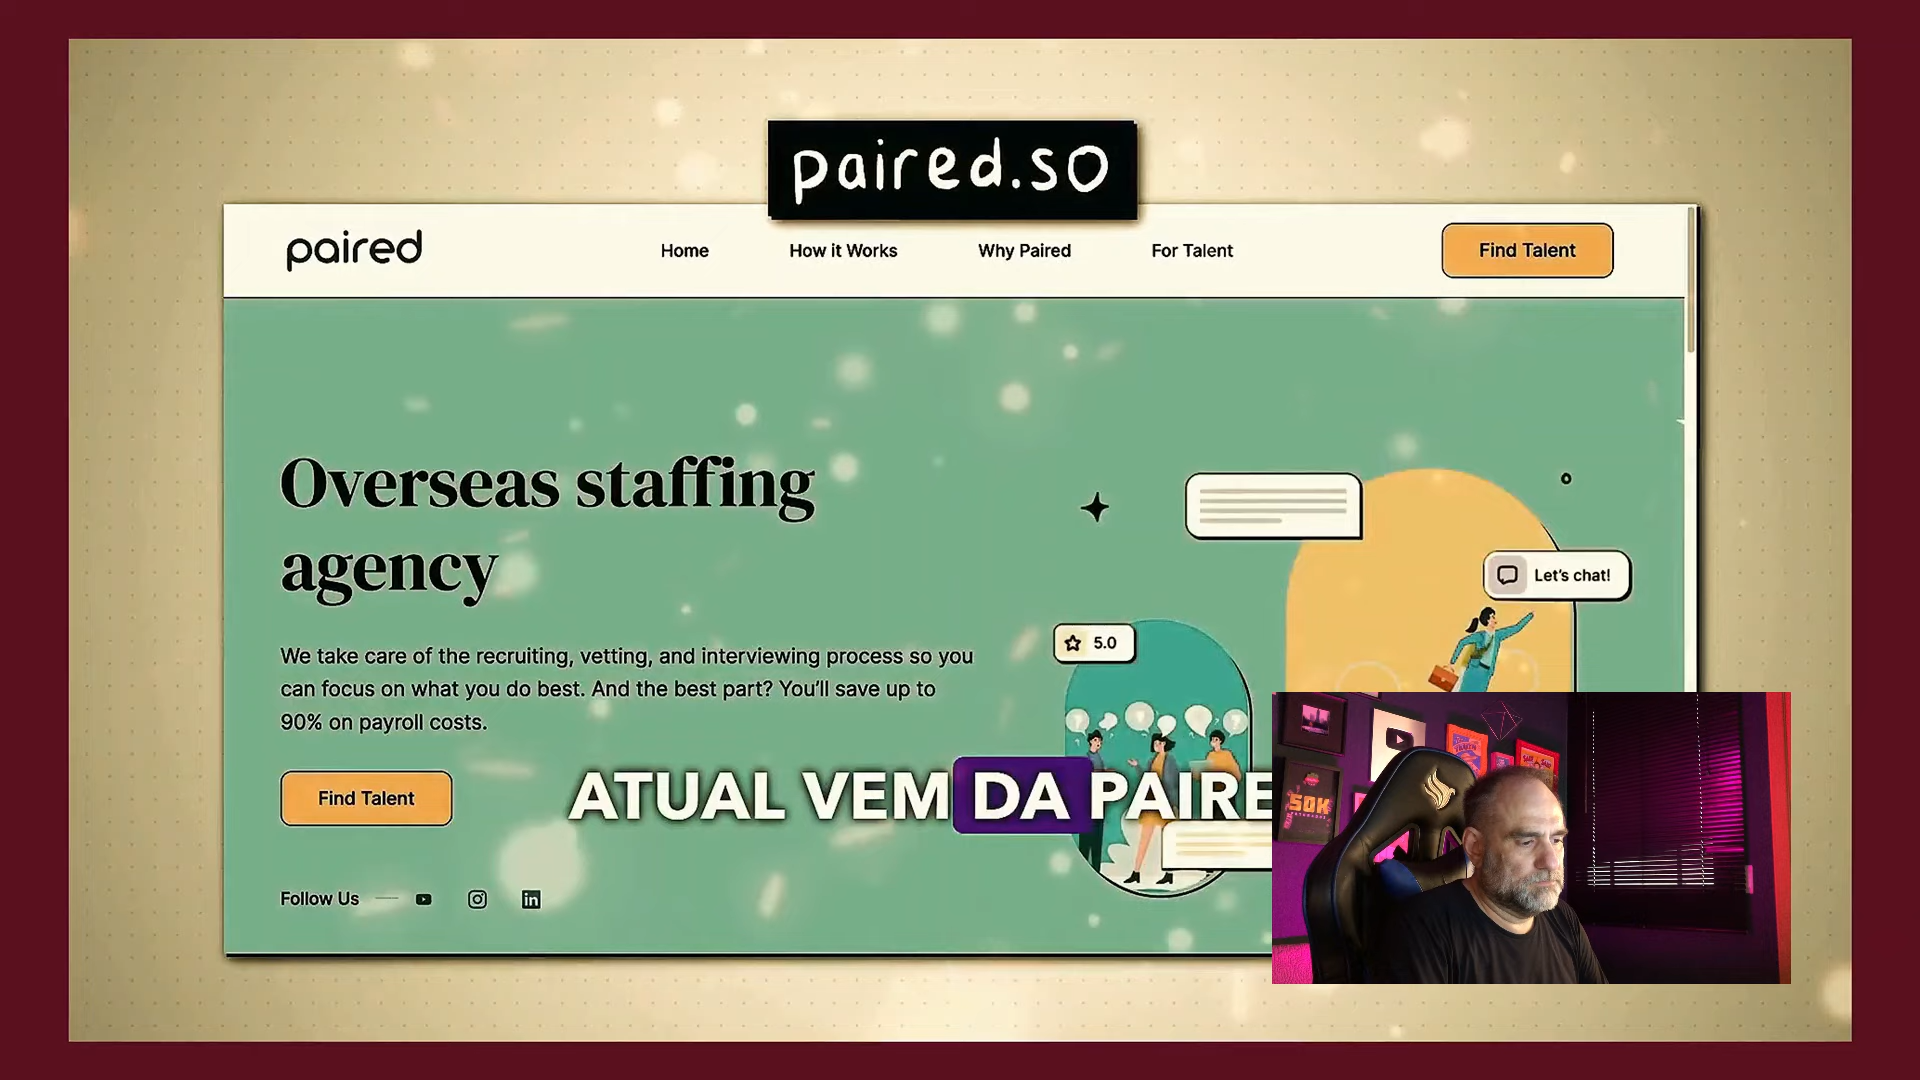 paired.so
paired
Home
How it Works
Why Paired
For Talent
Find Talent
Overseas staffing
agency
We take care of the recruiting, vetting, and interviewing process so you
can focus on what you do best. And the best part? You'll save up to
90% on payroll costs.
Find Talent
Follow Us
Let's chat!
5.0
ATUAL VEM DA PAIRE
50K